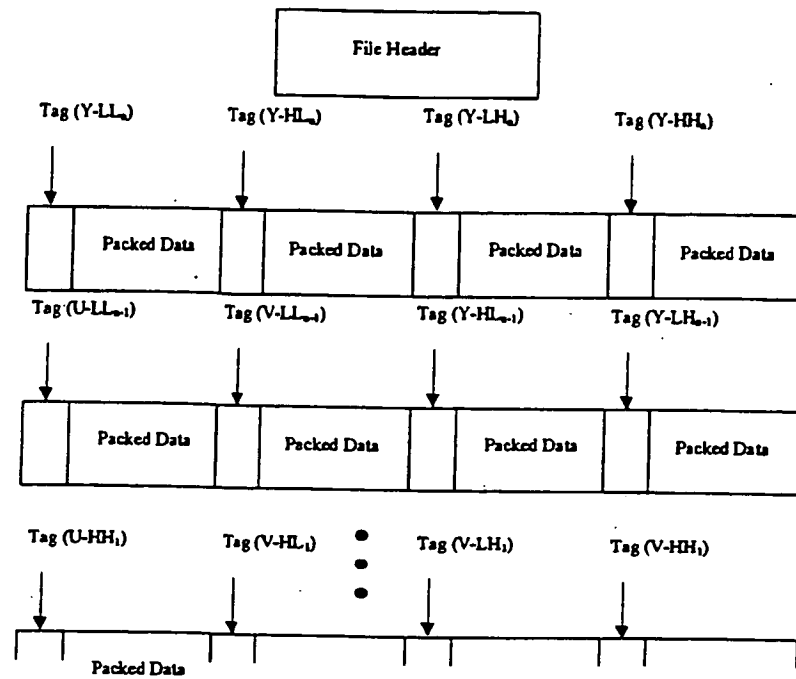 File Header
Tag (Y-LLₙ) Tag (Y-HLₙ) Tag (Y-LHₙ) Tag (Y-HHₙ)
Packed Data Packed Data Packed Data Packed Data
Tag (U-LLₙ₋₁) Tag (V-LLₙ₋₁) Tag (Y-HLₙ₋₁) Tag (Y-LHₙ₋₁)
Packed Data Packed Data Packed Data Packed Data
Tag (U-HH₁) Tag (V-HL₁) Tag (V-LH₁) Tag (V-HH₁)
Packed Data